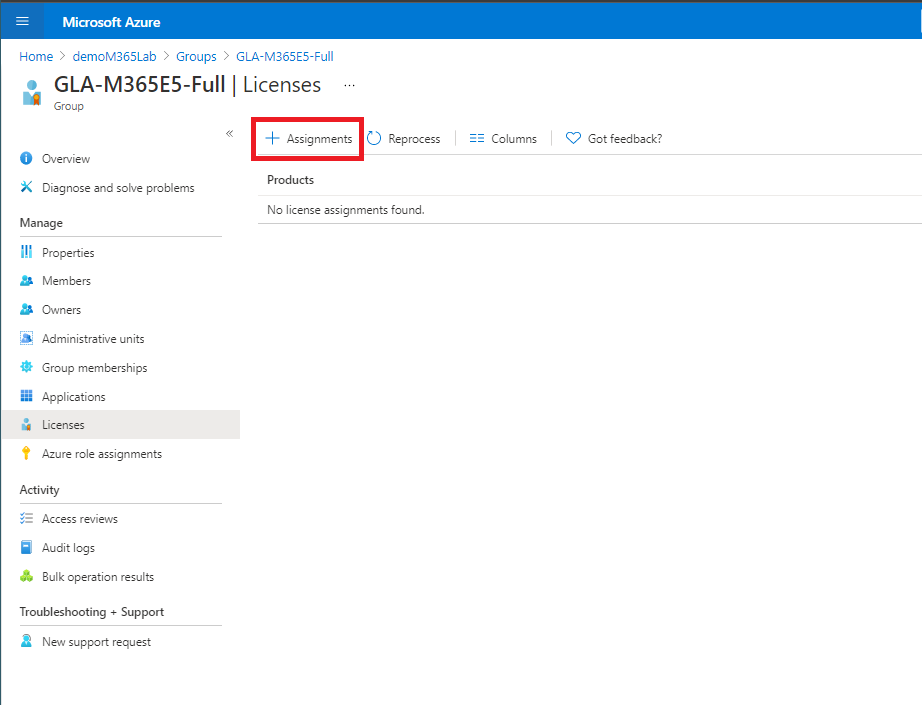 Microsoft Azure
Home > demoM365Lab > Groups > GLA-M365E5-Full
GLA-M365E5-Full | Licenses ...
Group
«
Overview
Diagnose and solve problems
Manage
Properties
Members
Owners
Administrative units
Group memberships
Applications
Licenses
Azure role assignments
Activity
Access reviews
Audit logs
Bulk operation results
Troubleshooting + Support
New support request
+ Assignments Reprocess Columns Got feedback?
Products
No license assignments found.